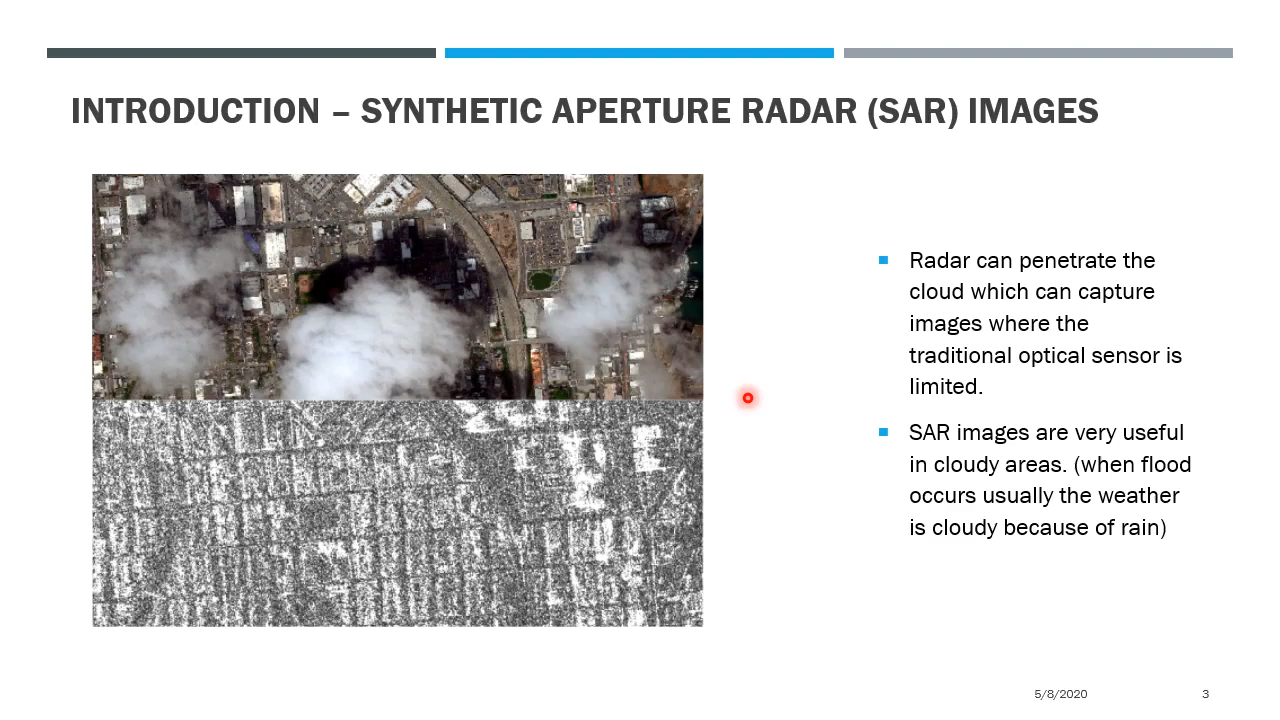 INTRODUCTION – SYNTHETIC APERTURE RADAR (SAR) IMAGES
Radar can penetrate the
cloud which can capture
images where the
traditional optical sensor is
limited.
SAR images are very useful
in cloudy areas. (when flood
occurs usually the weather
is cloudy because of rain)
5/8/2020
3